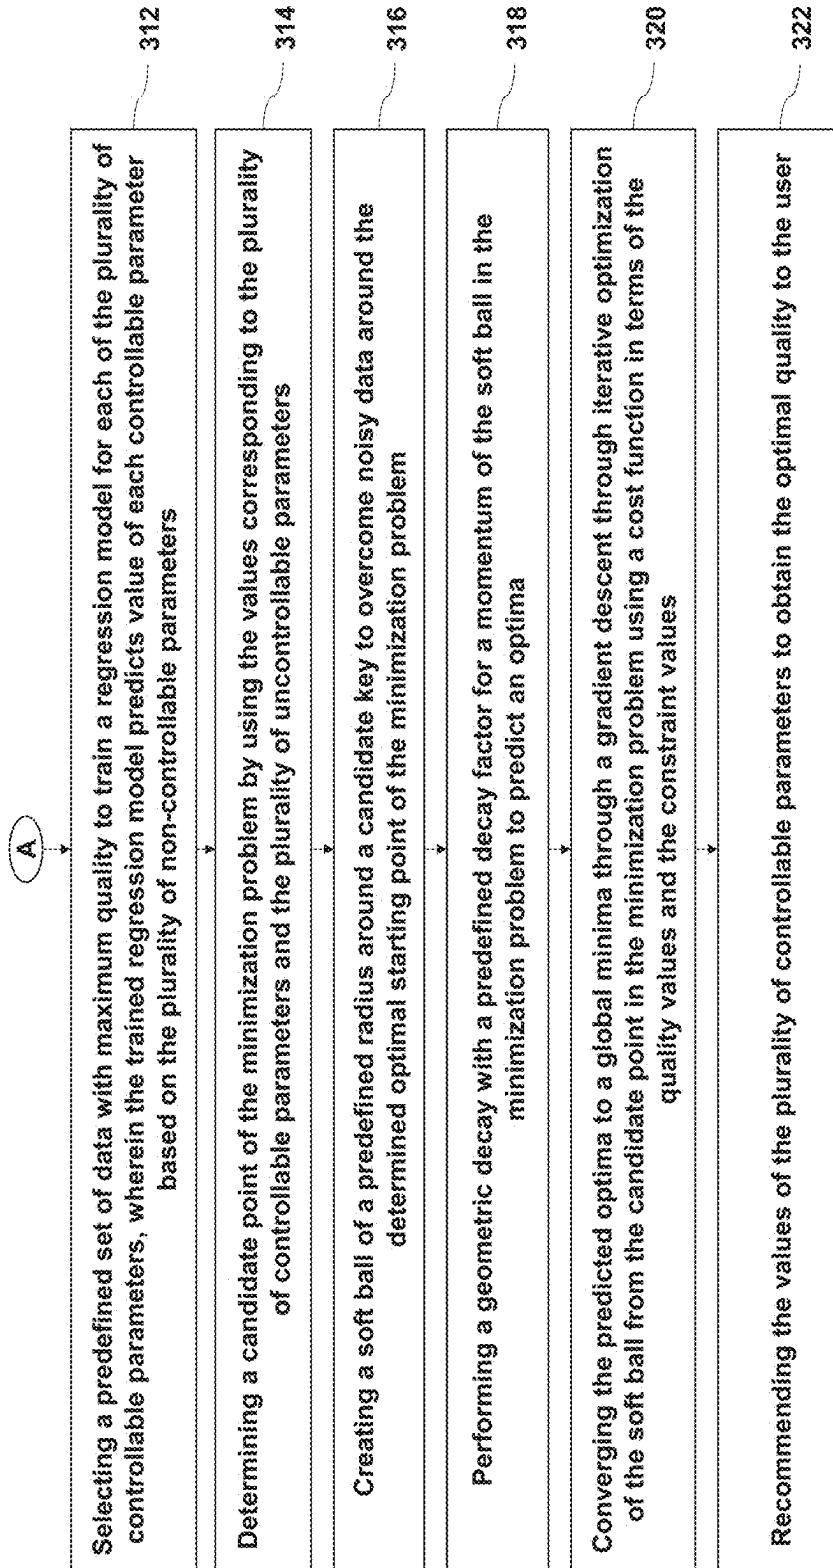 A
Selecting a predefined set of data with maximum quality to train a regression model for each of the plurality of
controllable parameters, wherein the trained regression model predicts value of each controllable parameter
based on the plurality of non-controllable parameters
312
Determining a candidate point of the minimization problem by using the values corresponding to the plurality
of controllable parameters and the plurality of uncontrollable parameters
314
Creating a soft ball of a predefined radius around a candidate key to overcome noisy data around the
determined optimal starting point of the minimization problem
316
Performing a geometric decay with a predefined decay factor for a momentum of the soft ball in the
minimization problem to predict an optima
318
Converging the predicted optima to a global minima through a gradient descent through iterative optimization
of the soft ball from the candidate point in the minimization problem using a cost function in terms of the
quality values and the constraint values
320
Recommending the values of the plurality of controllable parameters to obtain the optimal quality to the user
322